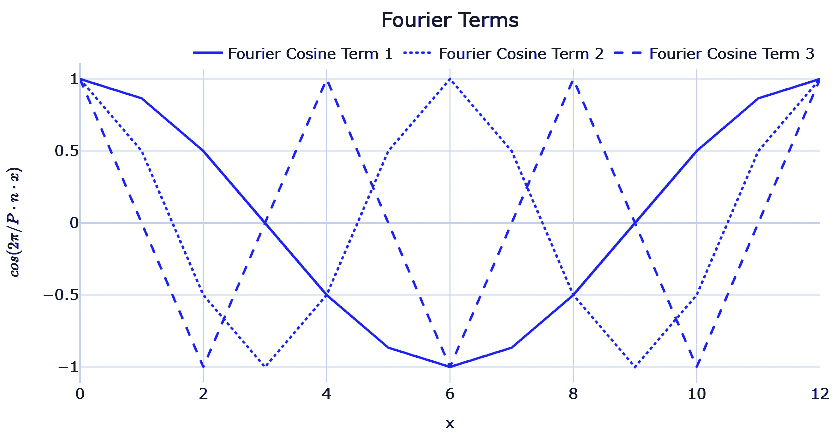 Fourier Terms
Fourier Cosine Term 1 Fourier Cosine Term 2 Fourier Cosine Term 3
1
0.5
0
−0.5
−1
cos(2π/P · n · x)
0 2 4 6 8 10 12
x